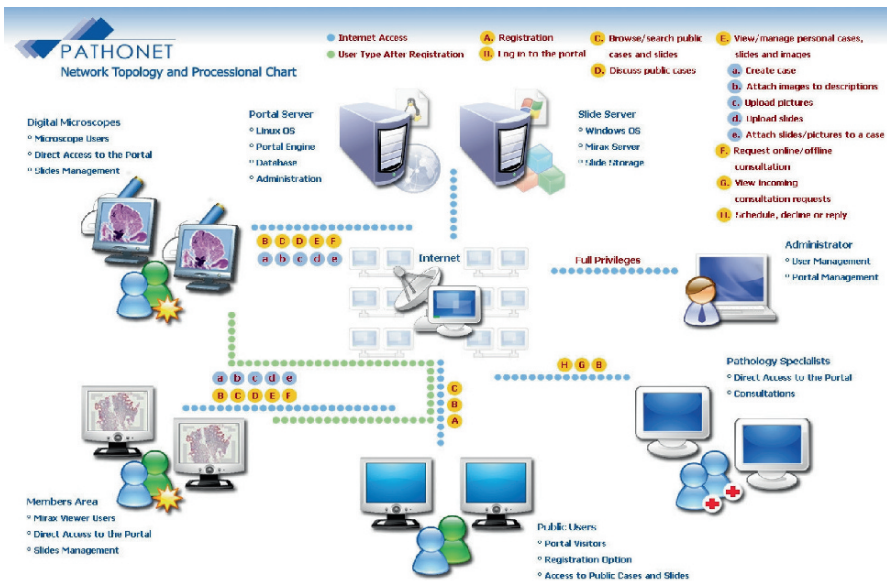 PATHONET
Network Topology and Processional Chart
Internet Access
User Type After Registration
A. Registration
B. Log in to the portal
C. Browse/search public
cases and slides
D. Discuss public cases
E. View/manage personal cases,
slides and images
a. Create case
b. Attach images to descriptions
c. Upload pictures
d. Upload slides
e. Attach slides/pictures to a case
F. Request online/offline
consultation
G. View incoming
consultation requests
H. Schedule, decline or reply
Digital Microscopes
Microscope Users
Direct Access to the Portal
Slides Management
Portal Server
Linux OS
Portal Engine
Database
Administration
Slide Server
Windows OS
Mirax Server
Slide Storage
B D D E F
a b c d e
Internet
Full Privileges
Administrator
User Management
Portal Management
a b c d e
B C D E F
C
B
A
H G B
Pathology Specialists
Direct Access to the Portal
Consultations
Members Area
Mirax Viewer Users
Direct Access to the Portal
Slides Management
Public Users
Portal Visitors
Registration Option
Access to Public Cases and Slides